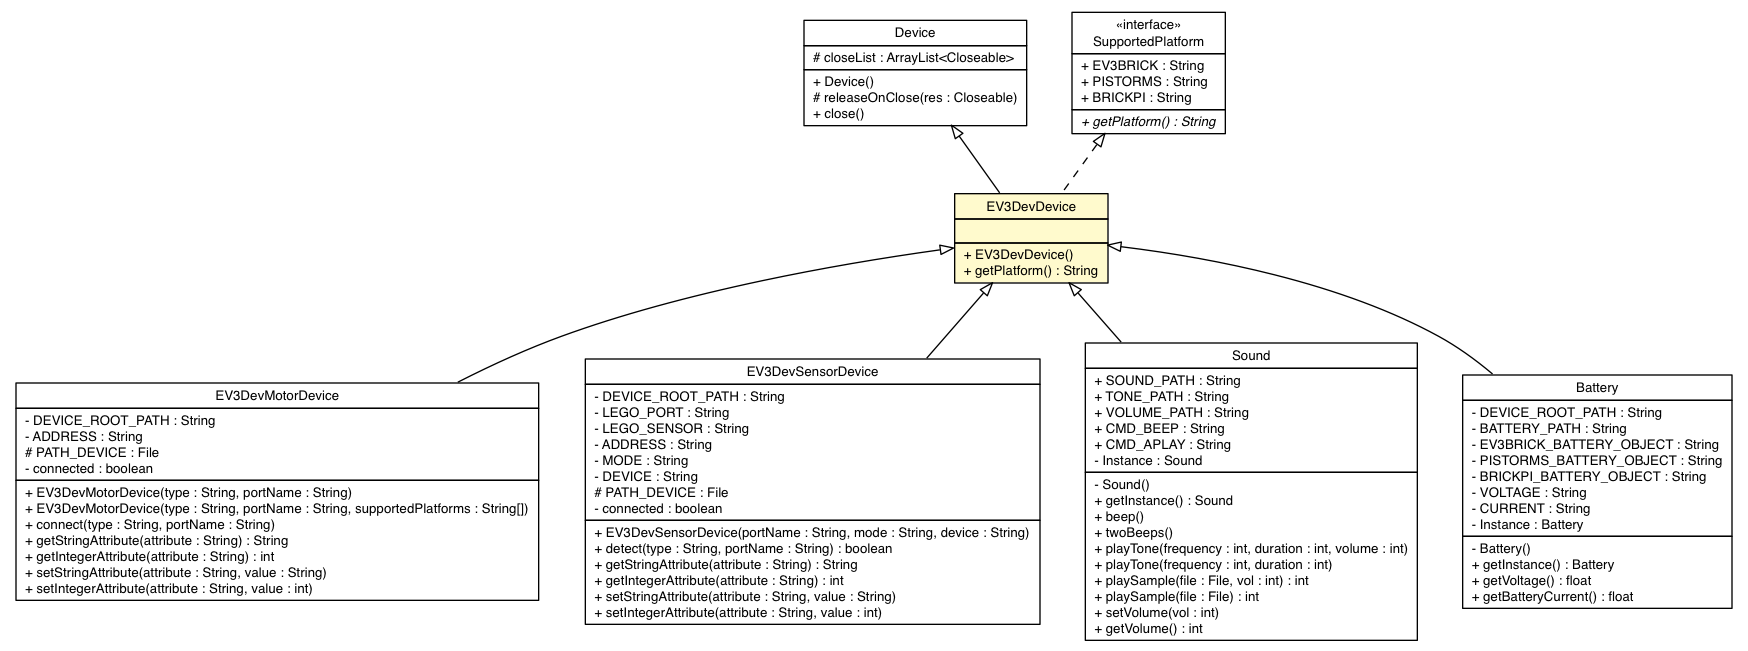 Device
# closeList : ArrayList<Closeable>
+ Device()
# releaseOnClose(res : Closeable)
+ close()
«interface»
SupportedPlatform
+ EV3BRICK : String
+ PISTORMS : String
+ BRICKPI : String
+ getPlatform() : String
EV3DevDevice
+ EV3DevDevice()
+ getPlatform() : String
EV3DevMotorDevice
- DEVICE_ROOT_PATH : String
- ADDRESS : String
# PATH_DEVICE : File
- connected : boolean
+ EV3DevMotorDevice(type : String, portName : String)
+ EV3DevMotorDevice(type : String, portName : String, supportedPlatforms : String[])
+ connect(type : String, portName : String)
+ getStringAttribute(attribute : String) : String
+ getIntegerAttribute(attribute : String) : int
+ setStringAttribute(attribute : String, value : String)
+ setIntegerAttribute(attribute : String, value : int)
EV3DevSensorDevice
- DEVICE_ROOT_PATH : String
- LEGO_PORT : String
- LEGO_SENSOR : String
- ADDRESS : String
- MODE : String
- DEVICE : String
# PATH_DEVICE : File
- connected : boolean
+ EV3DevSensorDevice(portName : String, mode : String, device : String)
+ detect(type : String, portName : String) : boolean
+ getStringAttribute(attribute : String) : String
+ getIntegerAttribute(attribute : String) : int
+ setStringAttribute(attribute : String, value : String)
+ setIntegerAttribute(attribute : String, value : int)
Sound
+ SOUND_PATH : String
+ TONE_PATH : String
+ VOLUME_PATH : String
+ CMD_BEEP : String
+ CMD_APLAY : String
- Instance : Sound
- Sound()
+ getInstance() : Sound
+ beep()
+ twoBeeps()
+ playTone(frequency : int, duration : int, volume : int)
+ playTone(frequency : int, duration : int)
+ playSample(file : File, vol : int) : int
+ playSample(file : File) : int
+ setVolume(vol : int)
+ getVolume() : int
Battery
- DEVICE_ROOT_PATH : String
- BATTERY_PATH : String
- EV3BRICK_BATTERY_OBJECT : String
- PISTORMS_BATTERY_OBJECT : String
- BRICKPI_BATTERY_OBJECT : String
- VOLTAGE : String
- CURRENT : String
- Instance : Battery
- Battery()
+ getInstance() : Battery
+ getVoltage() : float
+ getBatteryCurrent() : float